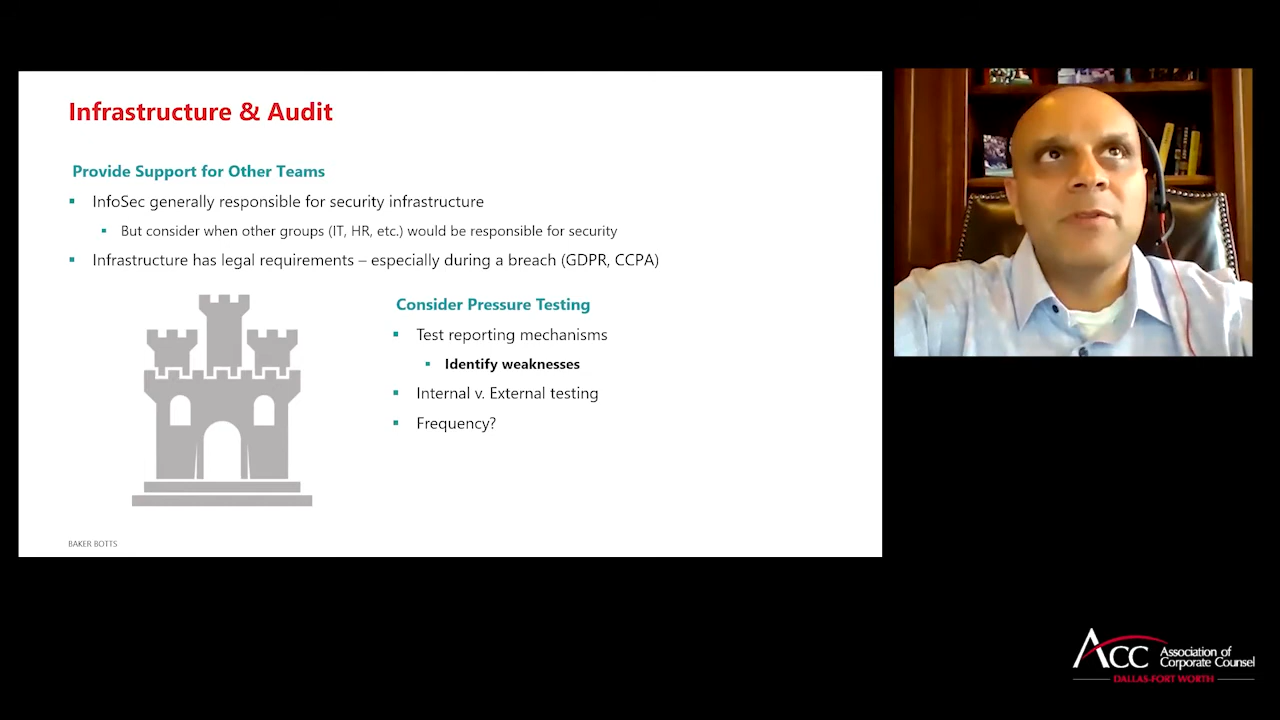 Infrastructure & Audit
Provide Support for Other Teams
InfoSec generally responsible for security infrastructure
But consider when other groups (IT, HR, etc.) would be responsible for security
Infrastructure has legal requirements – especially during a breach (GDPR, CCPA)
Consider Pressure Testing
Test reporting mechanisms
Identify weaknesses
Internal v. External testing
Frequency?
BAKER BOTTS
ACC Association of
Corporate Counsel
DALLAS-FORT WORTH